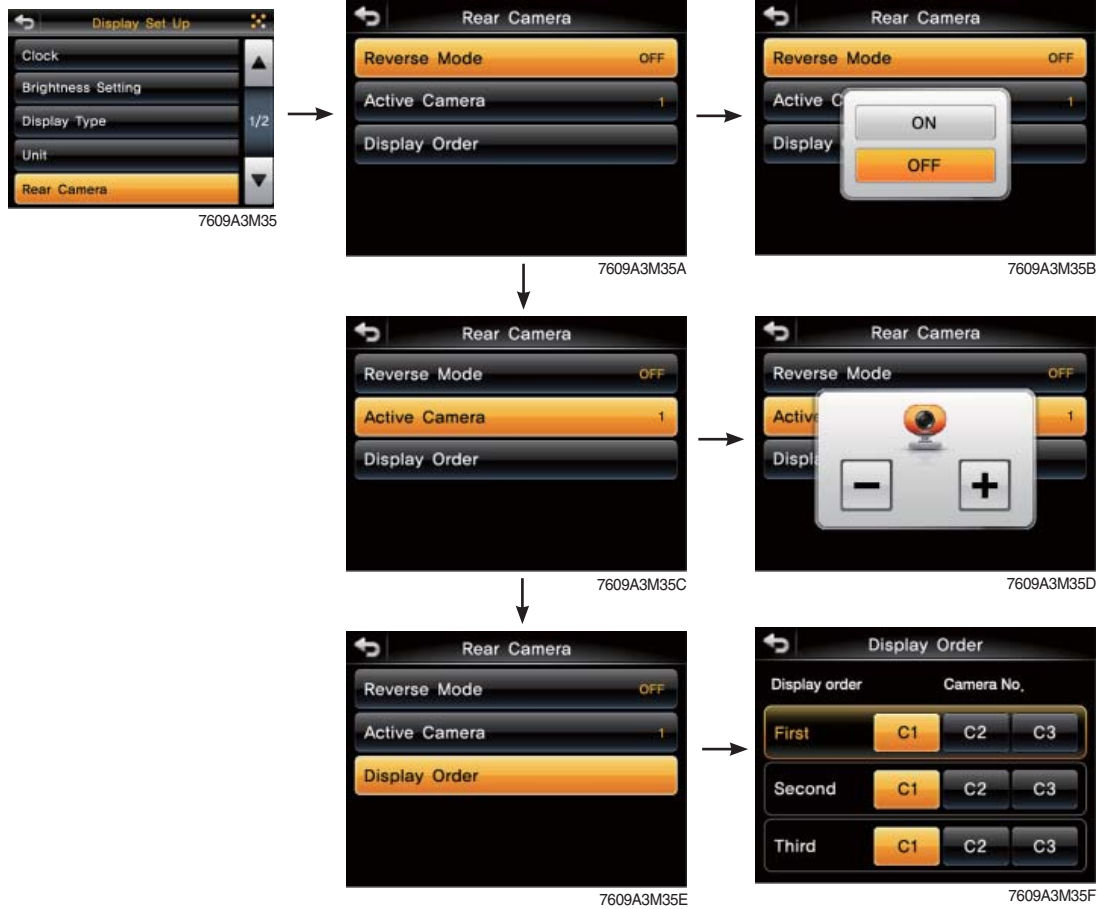 Display Set Up
Clock
Brightness Setting
Display Type
1/2
Unit
Rear Camera
7609A3M35
Rear Camera
Reverse Mode OFF
Active Camera 1
Display Order
7609A3M35A
Rear Camera
Reverse Mode OFF
Active C 1
ON
Display
OFF
7609A3M35B
Rear Camera
Reverse Mode OFF
Active Camera 1
Display Order
7609A3M35C
Rear Camera
Reverse Mode OFF
Active 1
Displa
7609A3M35D
Rear Camera
Reverse Mode OFF
Active Camera 1
Display Order
7609A3M35E
Display Order
Display order Camera No.
First C1 C2 C3
Second C1 C2 C3
Third C1 C2 C3
7609A3M35F